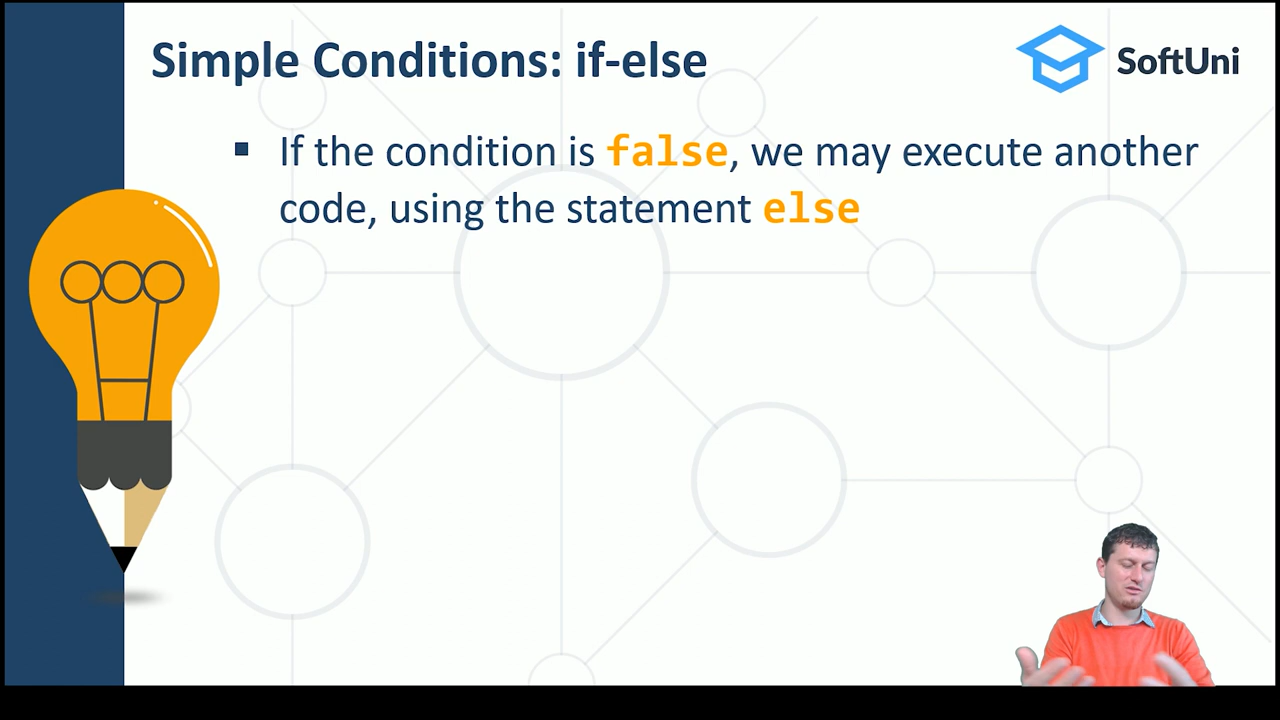 Simple Conditions: if-else
SoftUni
▪ If the condition is false, we may execute another
code, using the statement else